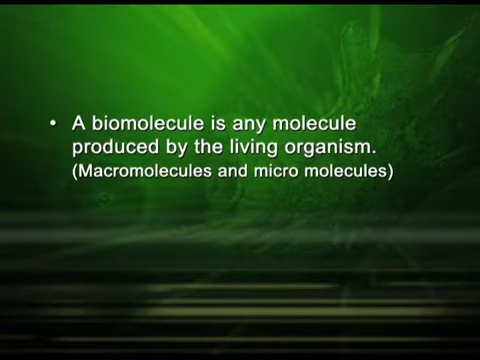 • A biomolecule is any molecule
produced by the living organism.
(Macromolecules and micro molecules)